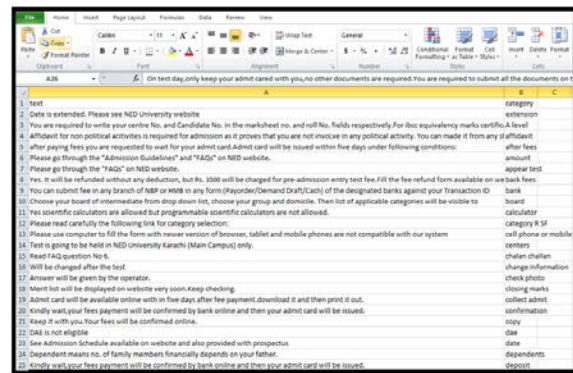 File Home Insert Page Layout Formulas Data Review View
Cut
Copy
Format Painter
Paste
Clipboard
Calibri 11
Font
Wrap Text
Merge & Center
Alignment
General
Number
Conditional Formatting
Format as Table
Cell Styles
Styles
Insert Delete Format
Cells
A26 On test day,only keep your admit cared with you,no other documents are required.You are required to submit all the documents on t
A B C
1 text category
2 Date is extended. Please see NED University website extension
3 You are required to write your centre No. and Candidate No. in the marksheet no. and roll No. fields respectively.For ibcc equivalency marks certific A level
4 Affidavit for non political acitivites is required for admission as it proves that you are not involve in any political activity. You can made it from any st affidavit
5 after paying fees you are requested to wait for your admit card.Admit card will be issued within five days under following conditions: after fees
6 Please go through the "Admission Guidelines" and "FAQs" on NED website. amount
7 Please go through the "FAQs" on NED website. appear test
8 Yes. It will be refunded without any deduction, but Rs. 3500 will be charged for pre-admission entry test fee.Fill the fee refund form available on we back fees
9 You can submit fee in any branch of NBP or HMB in any form (Payorder/Demand Draft/Cash) of the designated banks against your Transaction ID bank
10 Choose your board of intermediate from drop down list, choose your group and domicile. Then list of applicable categories will be visible to board
11 Yes scientific calculators are allowed but programmable scientific calculators are not allowed. calculator
12 Please read carefully the following link for category selection: category R SF
13 Please use computer to fill the form with newer version of browser, tablet and mobile phones are not compatible with our system cell phone or mobile
14 Test is going to be held in NED University Karachi (Main Campus) only. centers
15 Read FAQ question No 6. chalan challan
16 Will be changed after the test change information
17 Answer will be given by the operator. check photo
18 Merit list will be displayed on website very soon.Keep checking. closing marks
19 Admit card will be available online with in five days after fee payment.download it and then print it out. collect admit
20 Kindly wait,your fees payment will be confirmed by bank online and then your admit card will be issued. confirmation
21 Keep it with you.Your fees will be confirmed online. copy
22 DAE is not eligible dae
23 See Admission Schedule available on website and also provided with prospectus date
24 Dependent means no. of family members financially depends on your father. dependents
25 Kindly wait,your fees payment will be confirmed by bank online and then your admit card will be issued. deposit